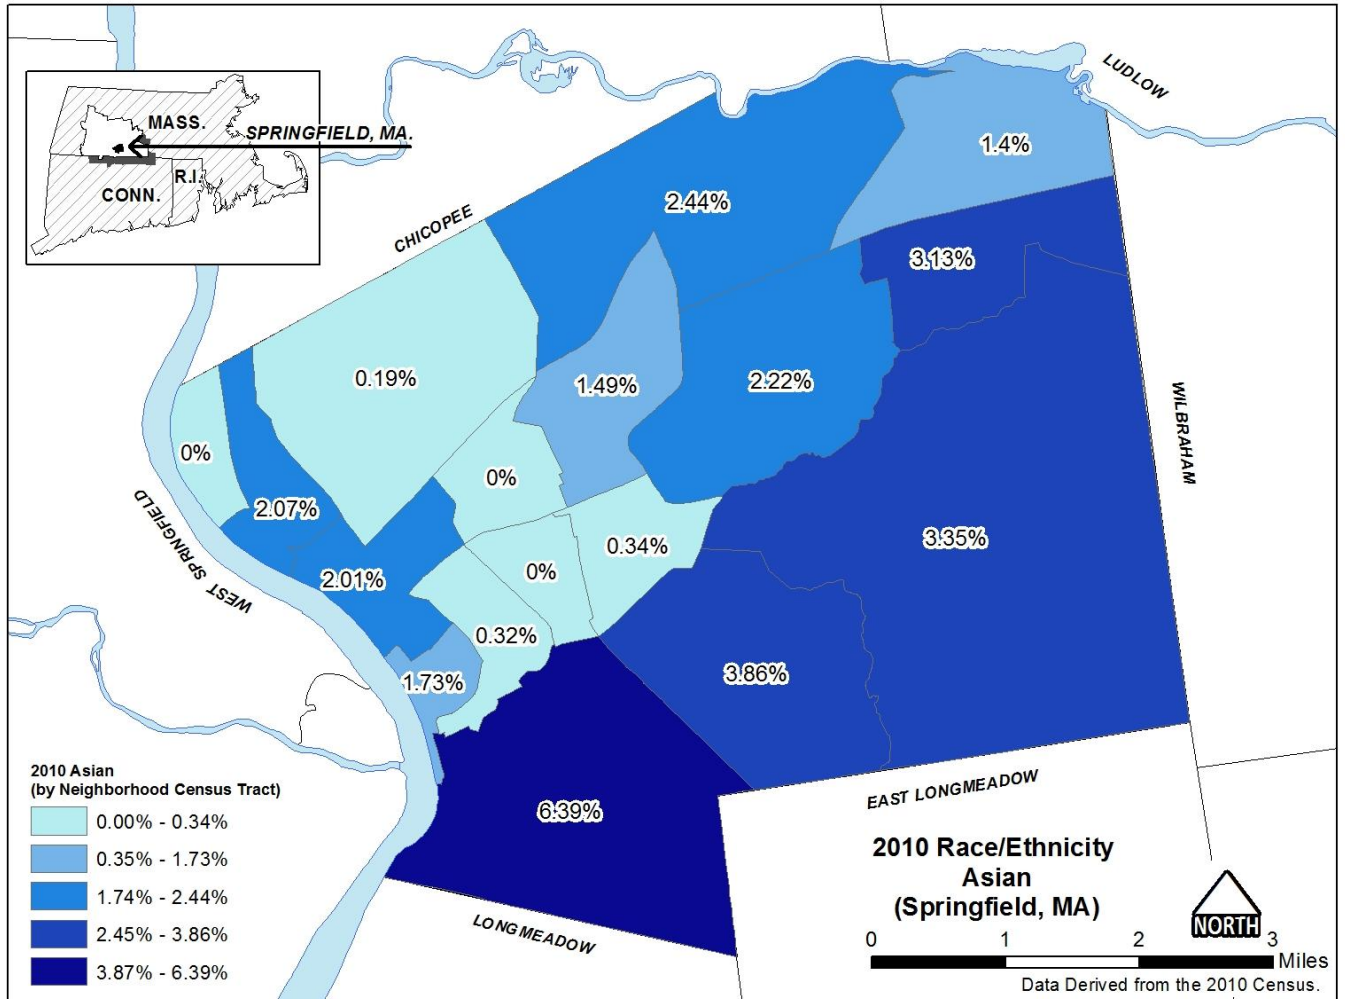 LUDLOW
MASS.
SPRINGFIELD, MA.
R.I.
CONN.
CHICOPEE
1.4%
2.44%
3.13%
0.19%
1.49%
2.22%
WILBRAHAM
0%
0%
2.07%
WEST SPRINGFIELD
3.35%
0.34%
2.01%
0%
0.32%
3.86%
1.73%
2010 Asian
(by Neighborhood Census Tract)
0.00% - 0.34%
0.35% - 1.73%
1.74% - 2.44%
2.45% - 3.86%
3.87% - 6.39%
6.39%
EAST LONGMEADOW
LONGMEADOW
2010 Race/Ethnicity
Asian
(Springfield, MA)
NORTH
0 1 2 3
Miles
Data Derived from the 2010 Census.